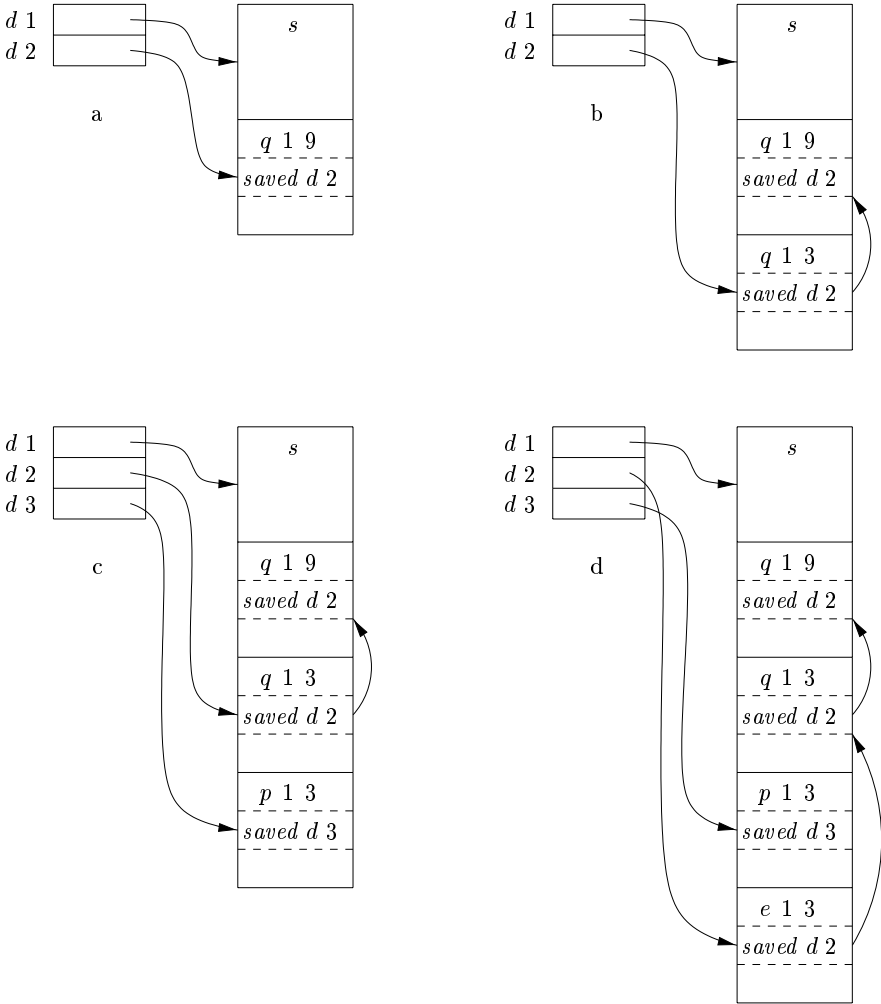 d 1
d 2
s
q 1 9
saved d 2
a
d 1
d 2
s
q 1 9
saved d 2
q 1 3
saved d 2
b
d 1
d 2
d 3
s
q 1 9
saved d 2
q 1 3
saved d 2
p 1 3
saved d 3
c
d 1
d 2
d 3
s
q 1 9
saved d 2
q 1 3
saved d 2
p 1 3
saved d 3
e 1 3
saved d 2
d